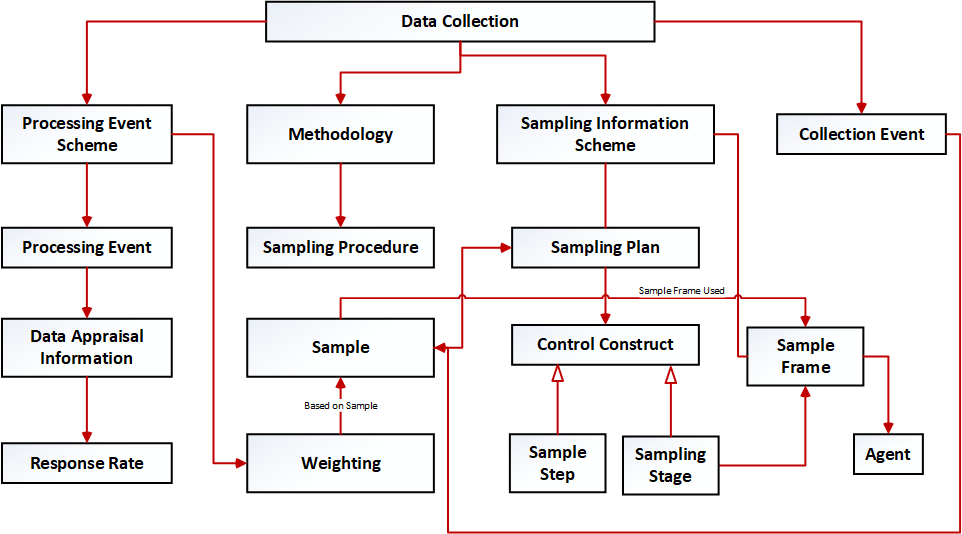 Data Collection
Processing Event
Scheme
Methodology
Sampling Information
Scheme
Collection Event
Processing Event
Sampling Procedure
Sampling Plan
Sample Frame Used
Data Appraisal
Information
Sample
Control Construct
Sample
Frame
Based on Sample
Response Rate
Weighting
Sample
Step
Sampling
Stage
Agent